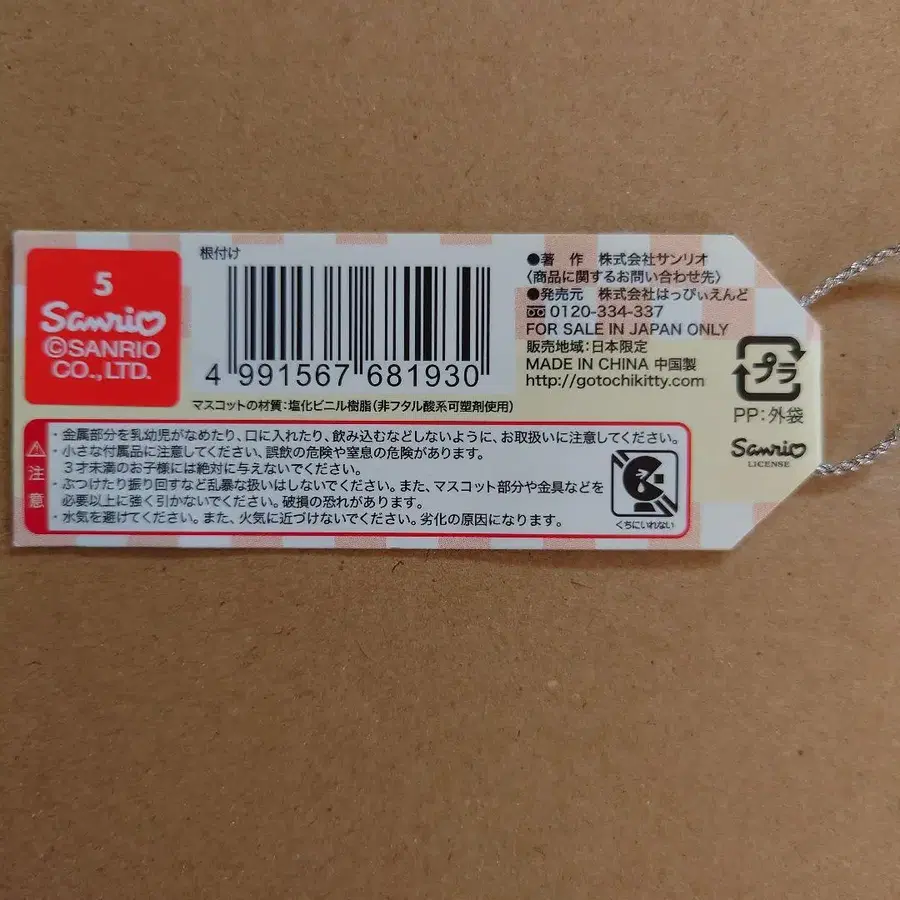 5
Sanrio
©SANRIO
CO.,LTD.
根付け
4 991567 681930
マスコットの材質:塩化ビニル樹脂(非フタル酸系可塑剤使用)
●著 作 株式会社サンリオ
〈商品に関するお問い合わせ先〉
●発売元 株式会社はっぴぃえんど
0120-334-337
FOR SALE IN JAPAN ONLY
販売地域:日本限定
MADE IN CHINA 中国製
http://gotochikitty.com
プラ
PP:外袋
Sanrio
LICENSE
注意
・金属部分を乳幼児がなめたり、口に入れたり、飲み込むなどしないように、お取扱いに注意してください。
・小さな付属品に注意してください、誤飲の危険や窒息の危険があります。
3才未満のお子様には絶対に与えないでください。
・ぶつけたり振り回すなど乱暴な扱いはしないでください。また、マスコット部分や金具などを
必要以上に強く引かないでください。破損の恐れがあります。
・水気を避けてください。また、火気に近づけないでください。劣化の原因になります。
くちにいれない